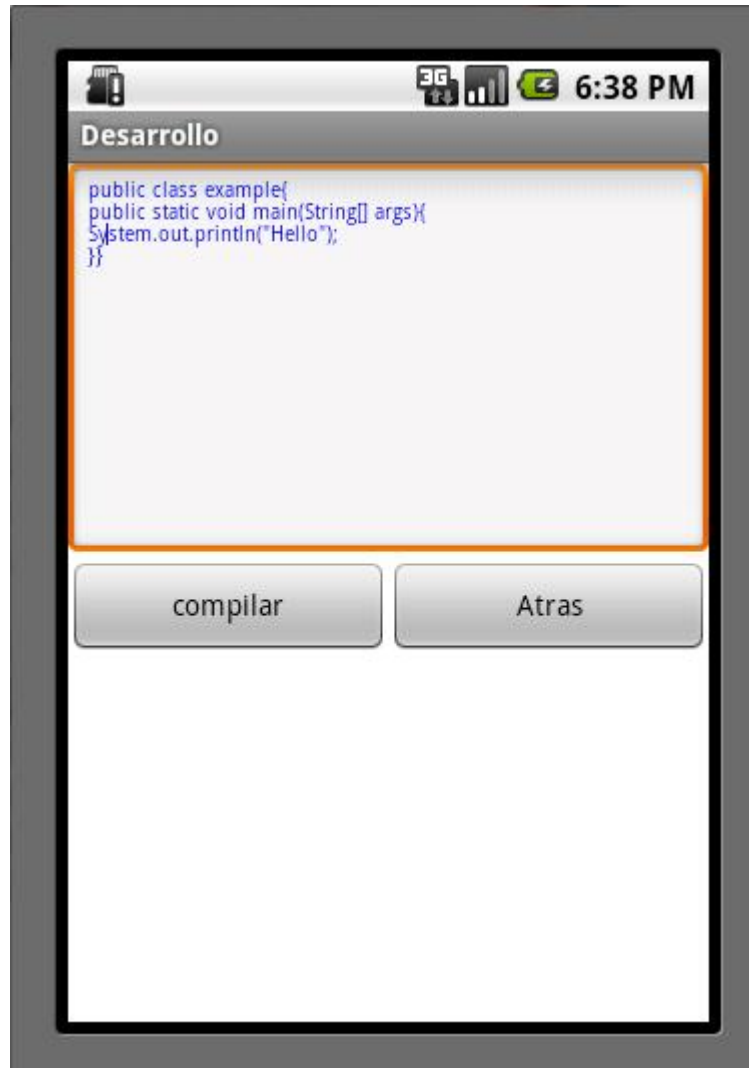 3G
6:38 PM
Desarrollo
public class example{
public static void main(String[] args){
System.out.println("Hello");
}}
compilar
Atras